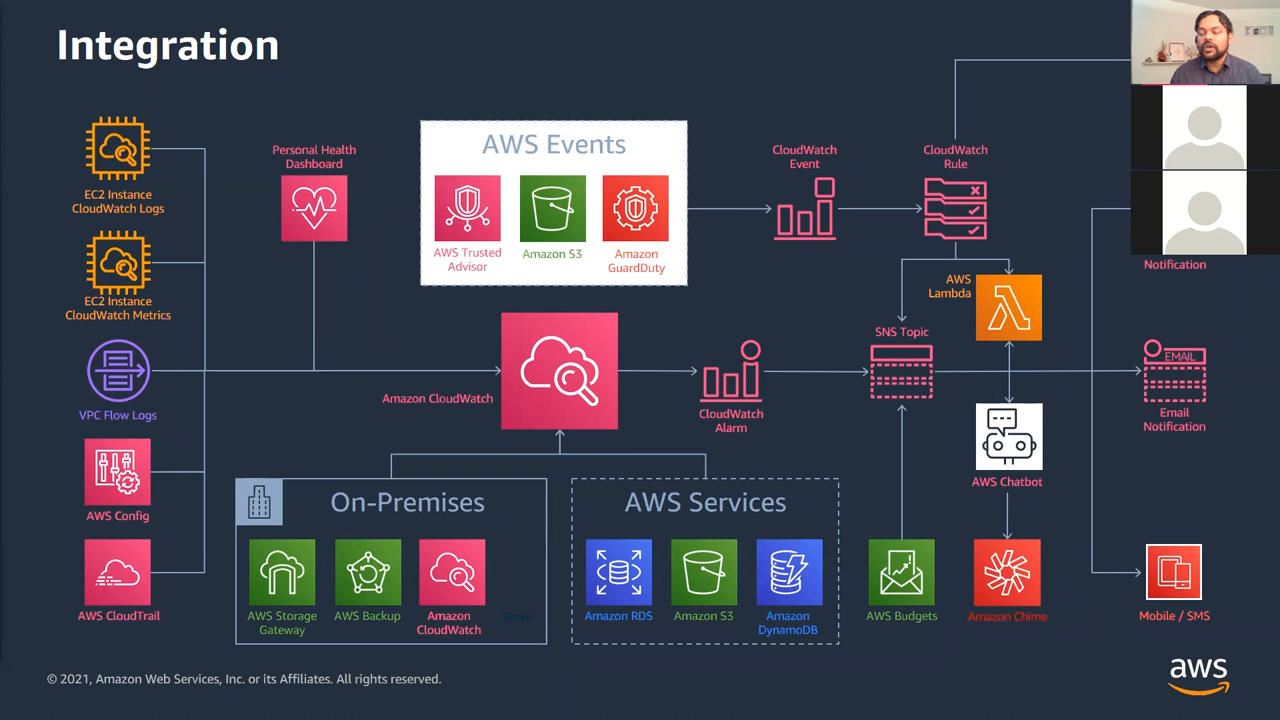 Integration
EC2 Instance
CloudWatch Logs
EC2 Instance
CloudWatch Metrics
VPC Flow Logs
AWS Config
AWS CloudTrail
Personal Health
Dashboard
AWS Events
AWS Trusted
Advisor
Amazon S3
Amazon
GuardDuty
CloudWatch
Event
CloudWatch
Rule
AWS
Lambda
SNS Topic
Notification
Amazon CloudWatch
CloudWatch
Alarm
EMAIL
Email
Notification
AWS Chatbot
On-Premises
AWS Storage
Gateway
AWS Backup
Amazon
CloudWatch
Server
AWS Services
Amazon RDS
Amazon S3
Amazon
DynamoDB
AWS Budgets
Amazon Chime
Mobile / SMS
© 2021, Amazon Web Services, Inc. or its Affiliates. All rights reserved.
aws